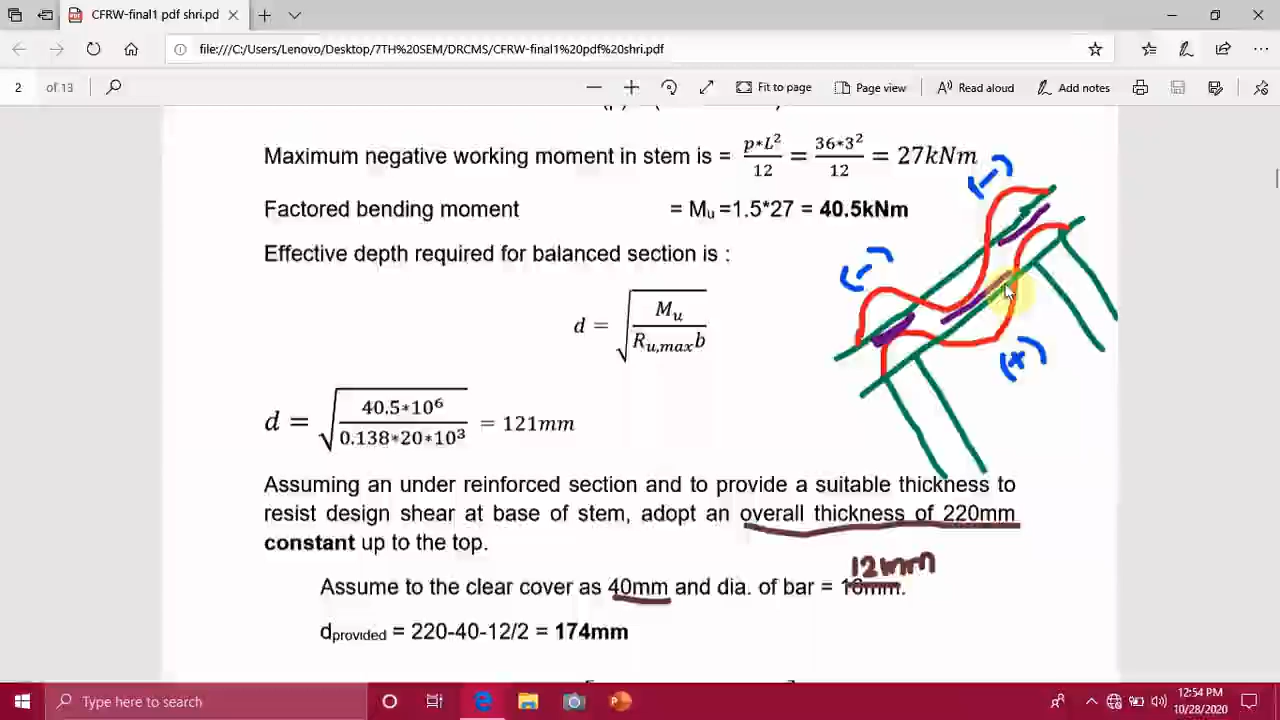 CFRW-final1 pdf shri.pd
file:///C:/Users/Lenovo/Desktop/7TH%20SEM/DRCMS/CFRW-final1%20pdf%20shri.pdf
2 of 13 Fit to page Page view Read aloud Add notes
Maximum negative working moment in stem is = p*L²/12 = 36*3²/12 = 27kNm
(-)
Factored bending moment = Mu =1.5*27 = 40.5kNm
Effective depth required for balanced section is :
(-)
d = √(Mu/(Ru,maxb))
(+)
d = √(40.5*10⁶/(0.138*20*10³)) = 121mm
Assuming an under reinforced section and to provide a suitable thickness to
resist design shear at base of stem, adopt an overall thickness of 220mm
constant up to the top.
12mm
Assume to the clear cover as 40mm and dia. of bar = 16mm.
dprovided = 220-40-12/2 = 174mm
Type here to search
12:54 PM
10/28/2020